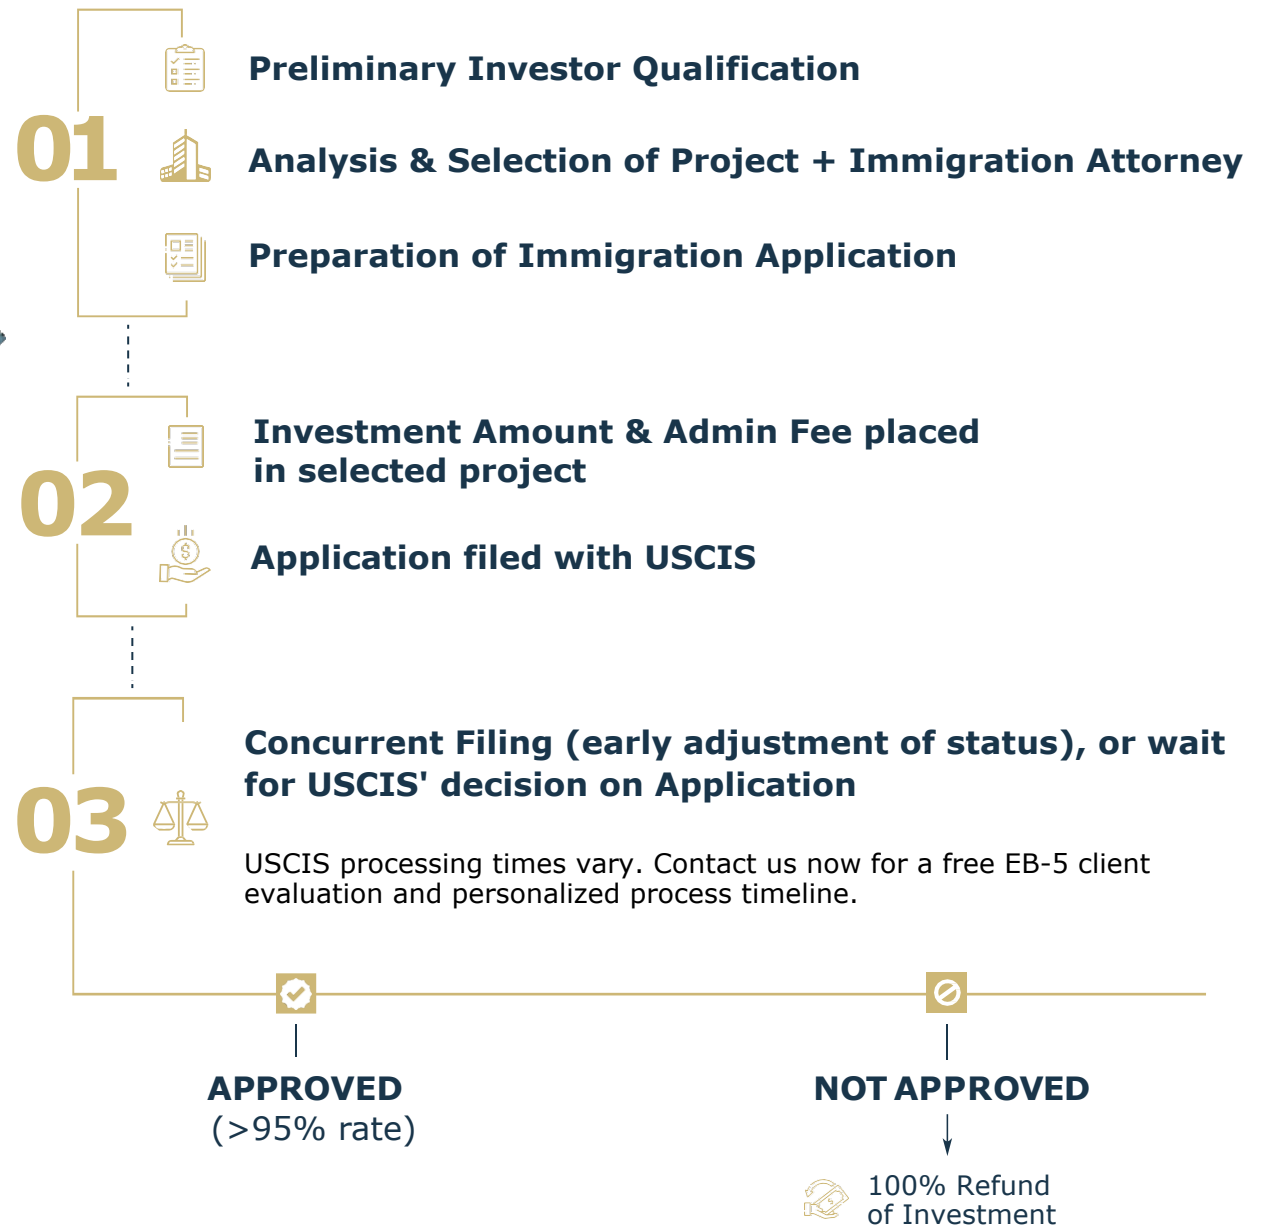 01
Preliminary Investor Qualification
Analysis & Selection of Project + Immigration Attorney
Preparation of Immigration Application
02
Investment Amount & Admin Fee placed
in selected project
Application filed with USCIS
03
Concurrent Filing (early adjustment of status), or wait
for USCIS' decision on Application
USCIS processing times vary. Contact us now for a free EB-5 client
evaluation and personalized process timeline.
APPROVED
(>95% rate)
NOT APPROVED
100% Refund
of Investment